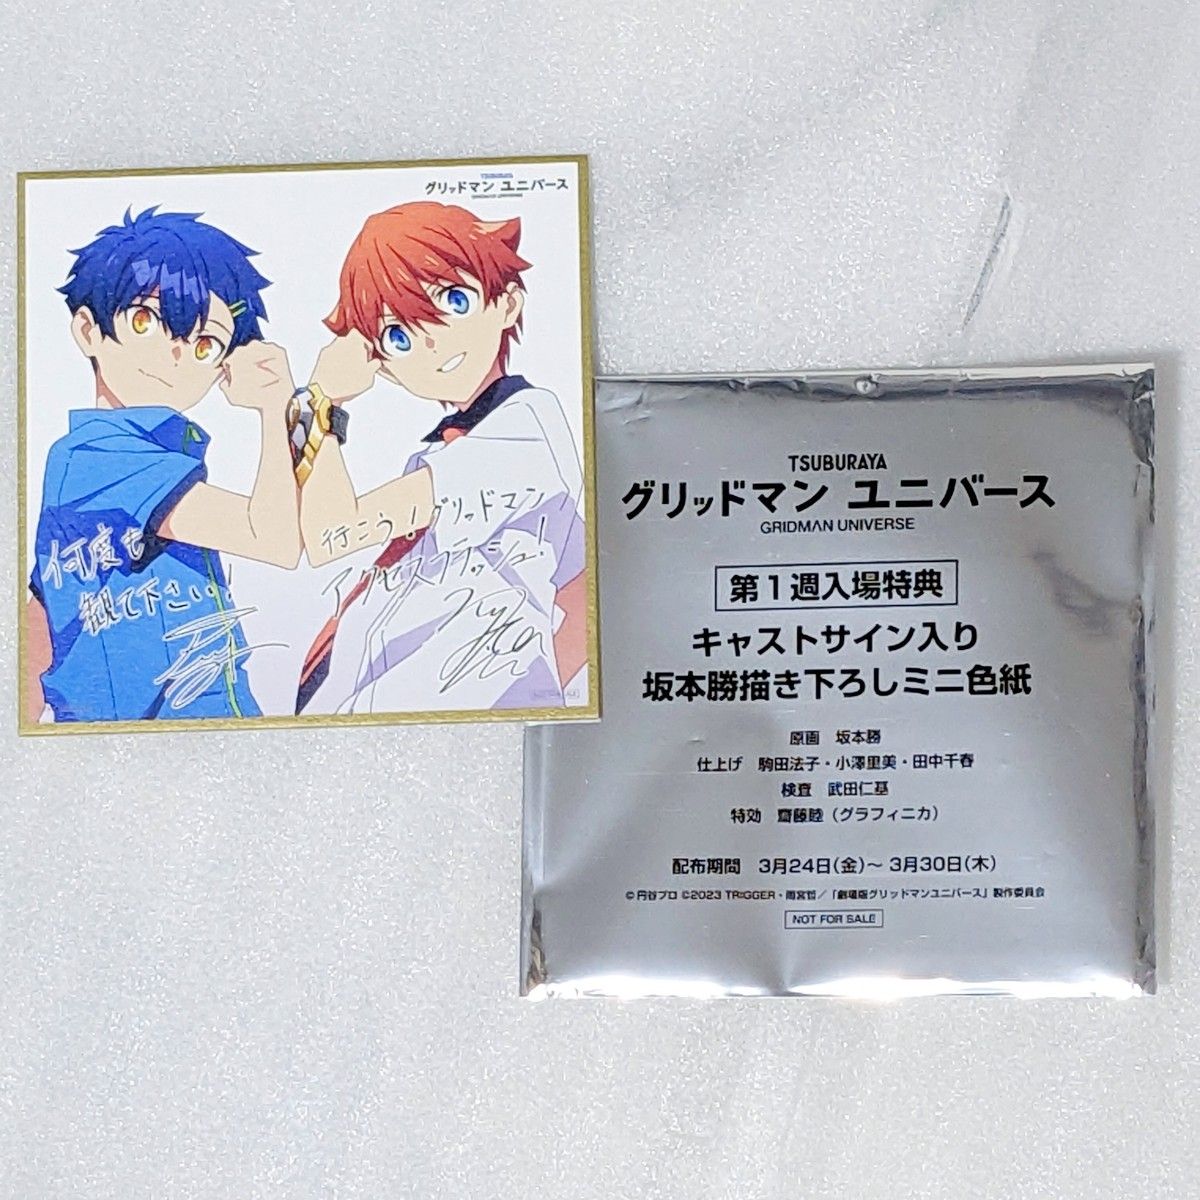 TSUBURAYA
グリッドマン ユニバース
GRIDMAN UNIVERSE
何度も
観て下さい!
行こう!グリッドマン
アクセスフラッシュ!
NOT FOR SALE
TSUBURAYA
グリッドマン ユニバース
GRIDMAN UNIVERSE
第1週入場特典
キャストサイン入り
坂本勝描き下ろしミニ色紙
原画 坂本勝
仕上げ 駒田法子・小澤里美・田中千春
検査 武田仁基
特効 齋藤睦(グラフィニカ)
配布期間 3月24日(金)～3月30日(木)
©円谷プロ ©2023 TRIGGER・雨宮哲/「劇場版グリッドマンユニバース」製作委員会
NOT FOR SALE